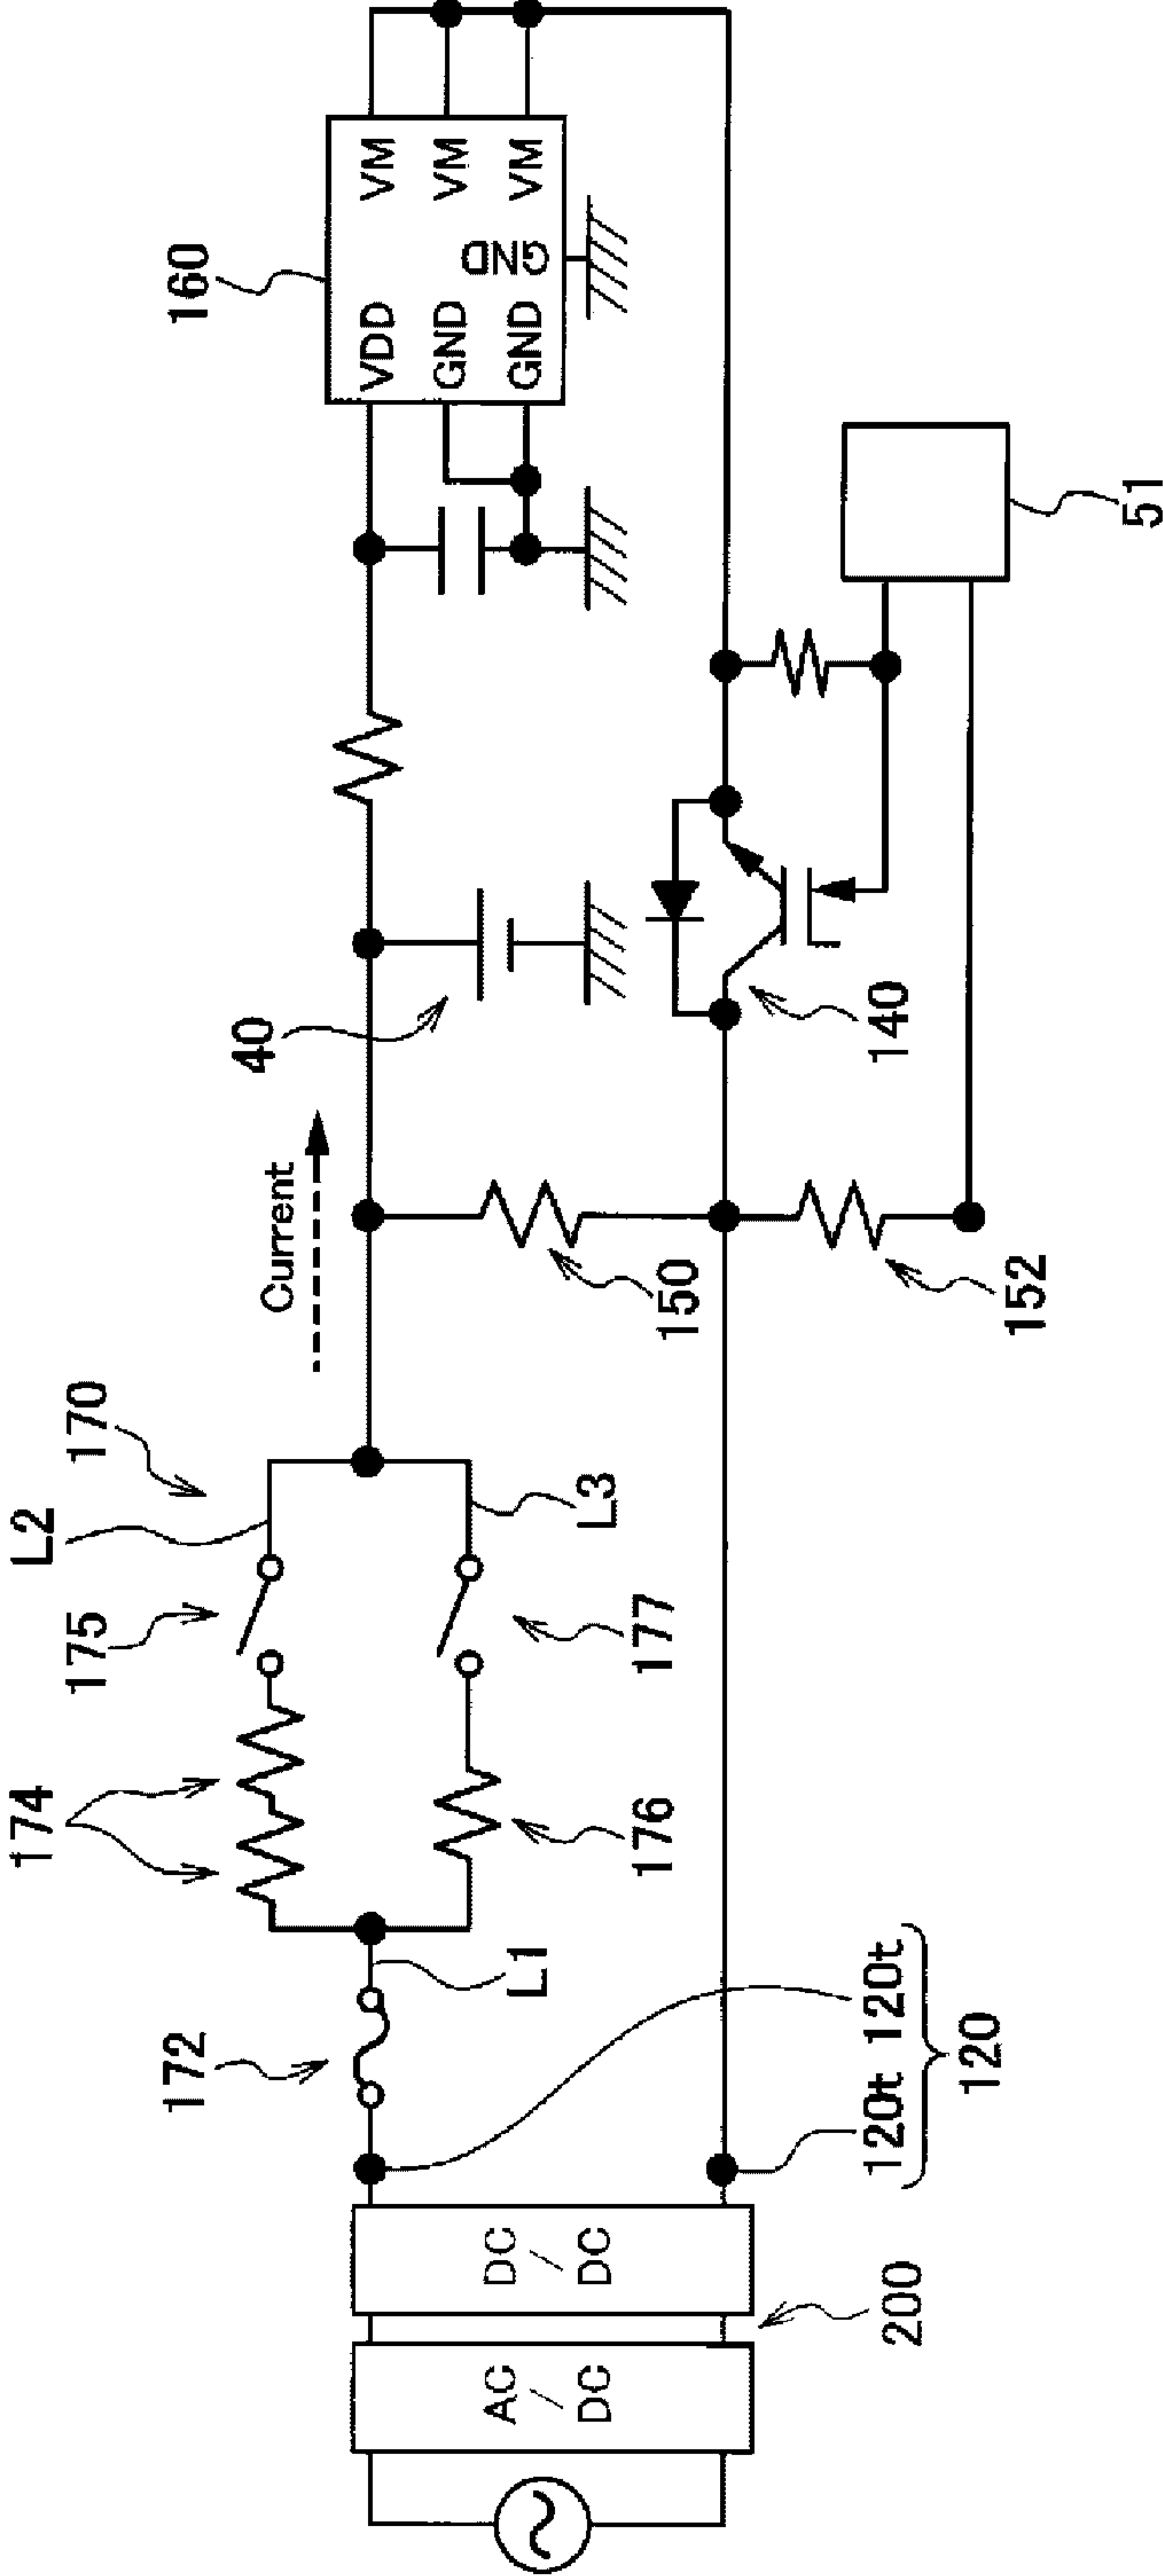 L2
170
175
174
172
L1
L3
177
176
Current
40
160
VDD
VM
GND
VM
GND
VM
GND
AC
/
DC
DC
/
DC
200
120t
120t
120
150
152
140
51